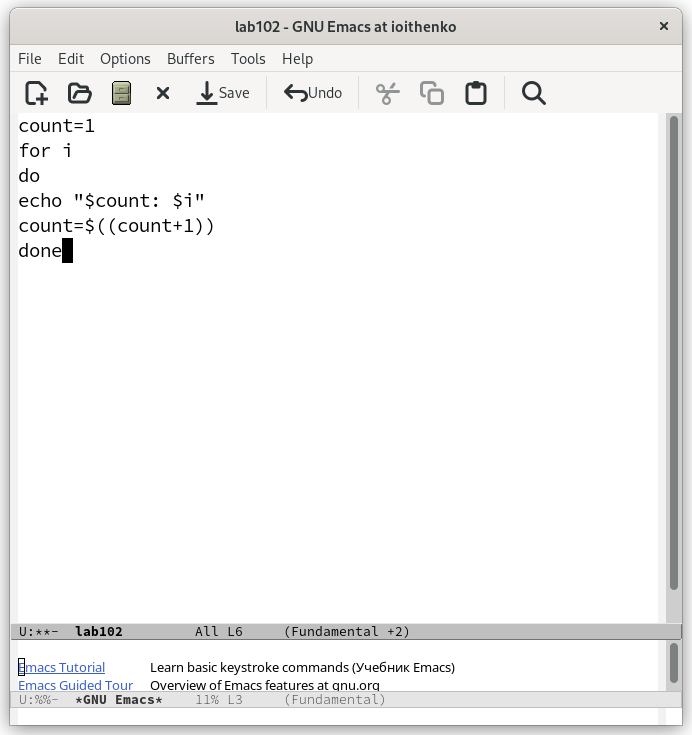 lab102 - GNU Emacs at ioithenko
File Edit Options Buffers Tools Help
Save Undo
count=1
for i
do
echo "$count: $i"
count=$((count+1))
done
U:**- lab102 All L6 (Fundamental +2)
Emacs Tutorial Learn basic keystroke commands (Учебник Emacs)
Emacs Guided Tour Overview of Emacs features at gnu.org
U:%%- *GNU Emacs* 11% L3 (Fundamental)